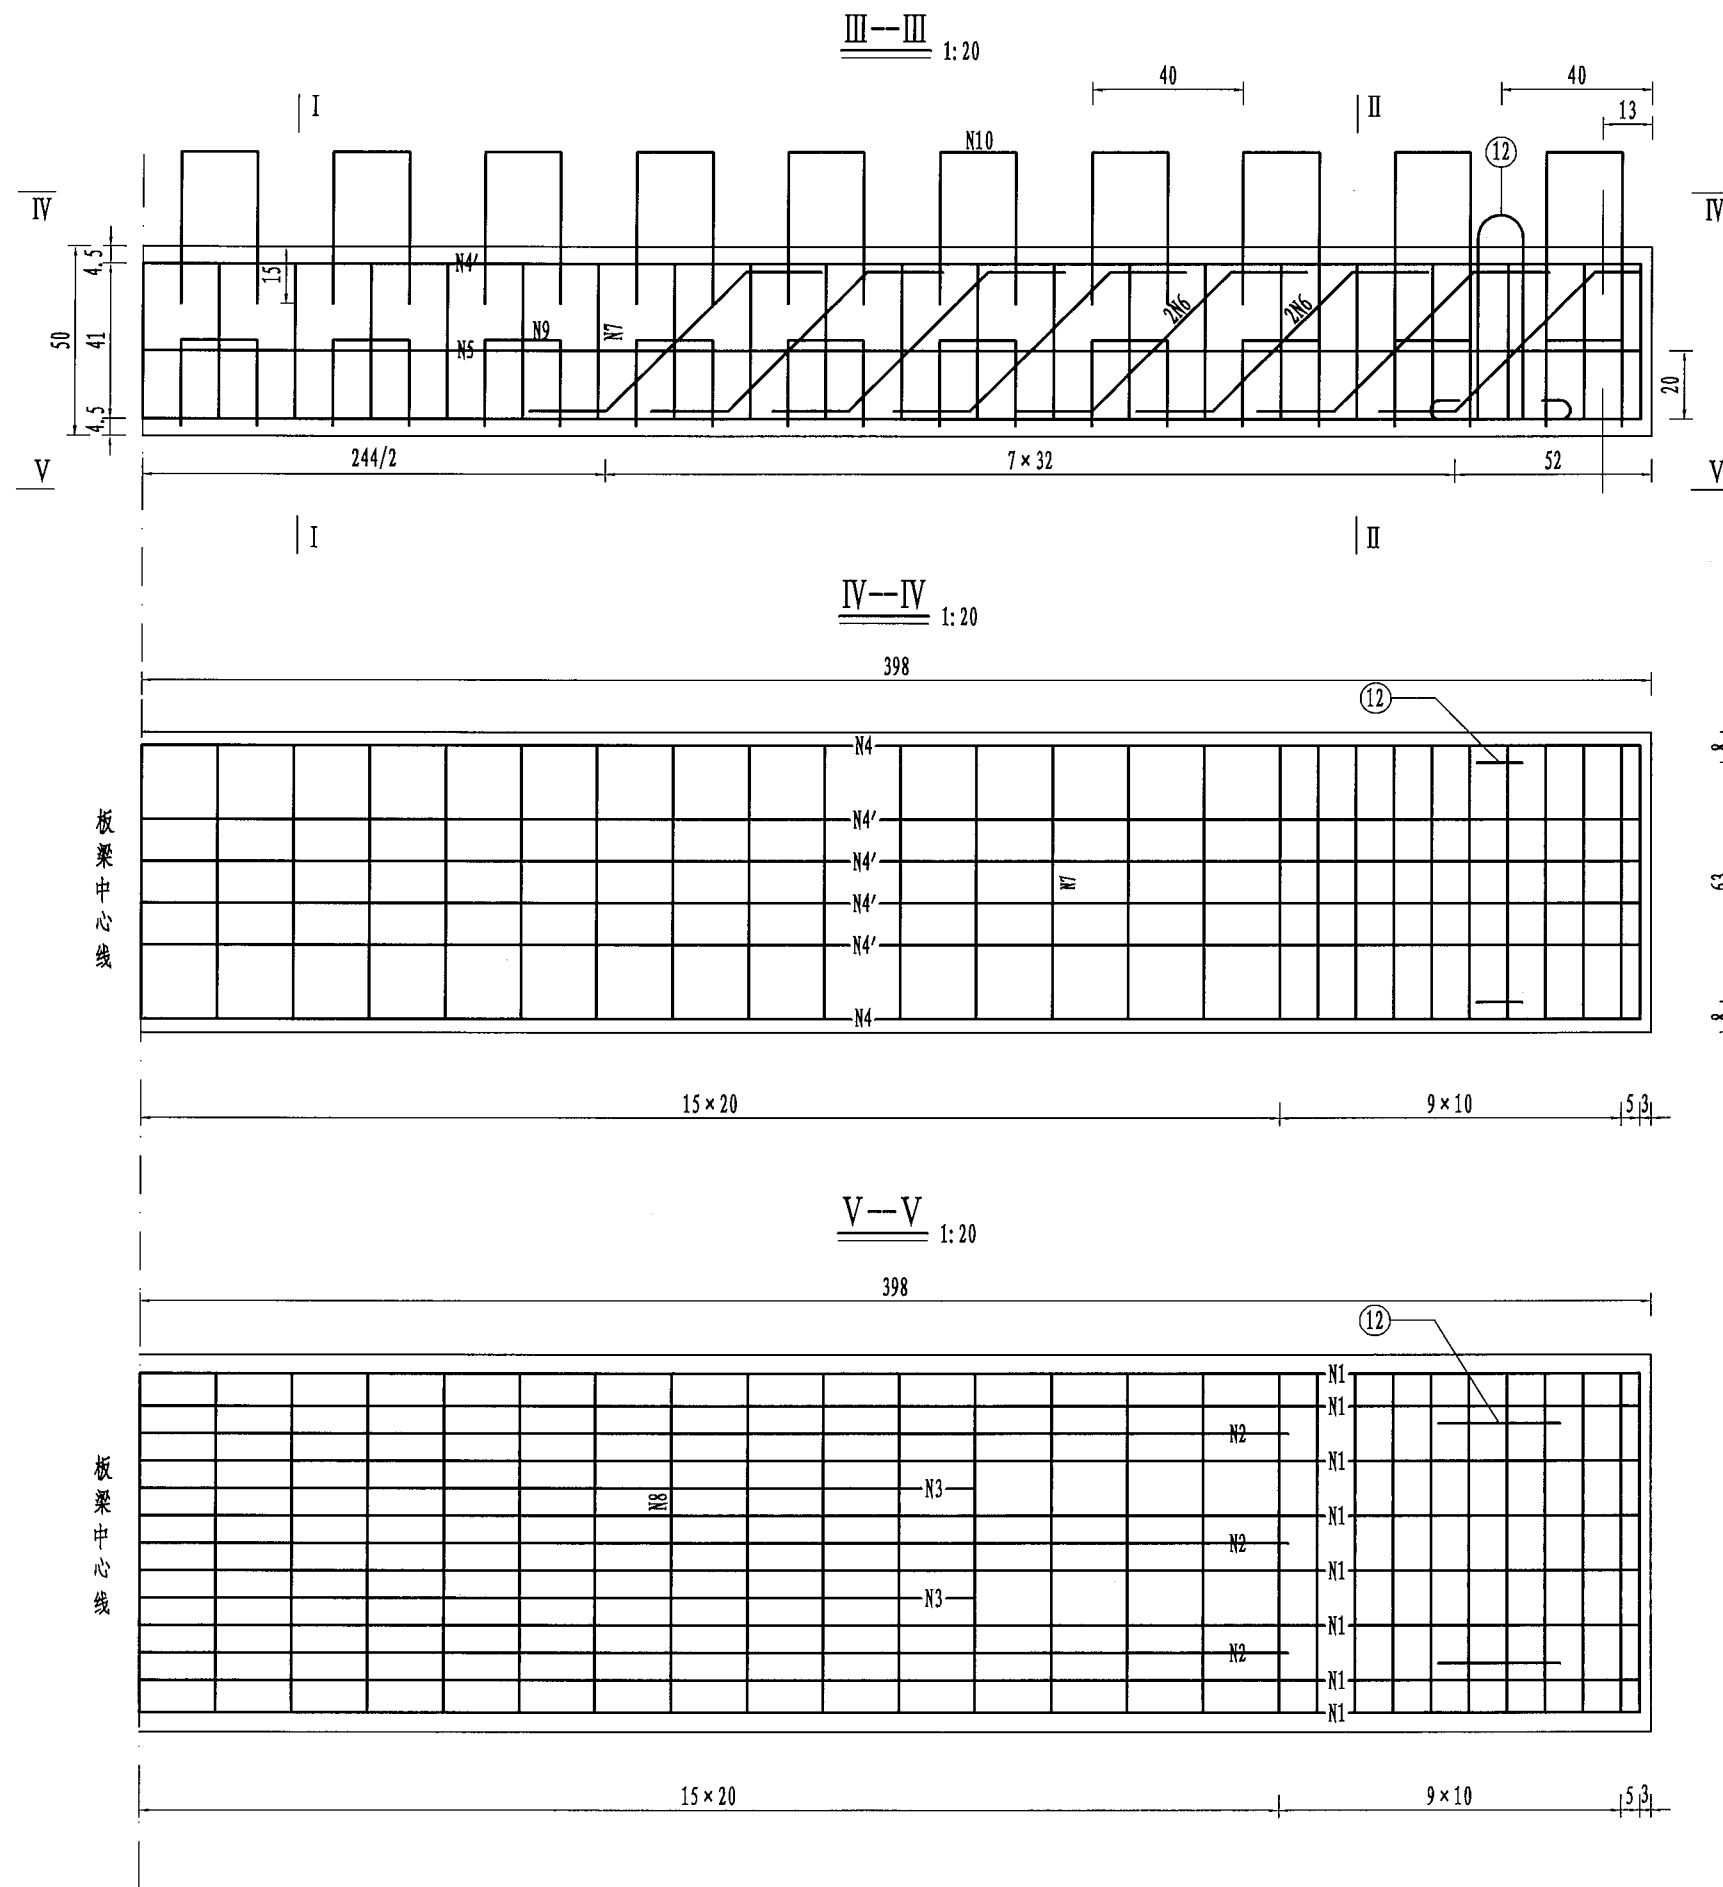 III--III
1:20
40
40
I
II
13
N10
12
IV
IV
4.5
15
N4'
50
41
N9
N7
2N6
2N6
N5
20
4.5
V
244/2
7×32
52
V
I
II
IV--IV
1:20
398
12
N4
8
板梁中心线
N4'
N4'
N7
63
N4'
N4'
N4
8
15×20
9×10
5
3
V--V
1:20
398
12
N1
N1
N2
板梁中心线
N1
N3
N8
N1
N2
N1
N3
N1
N2
N1
N1
15×20
9×10
5
3